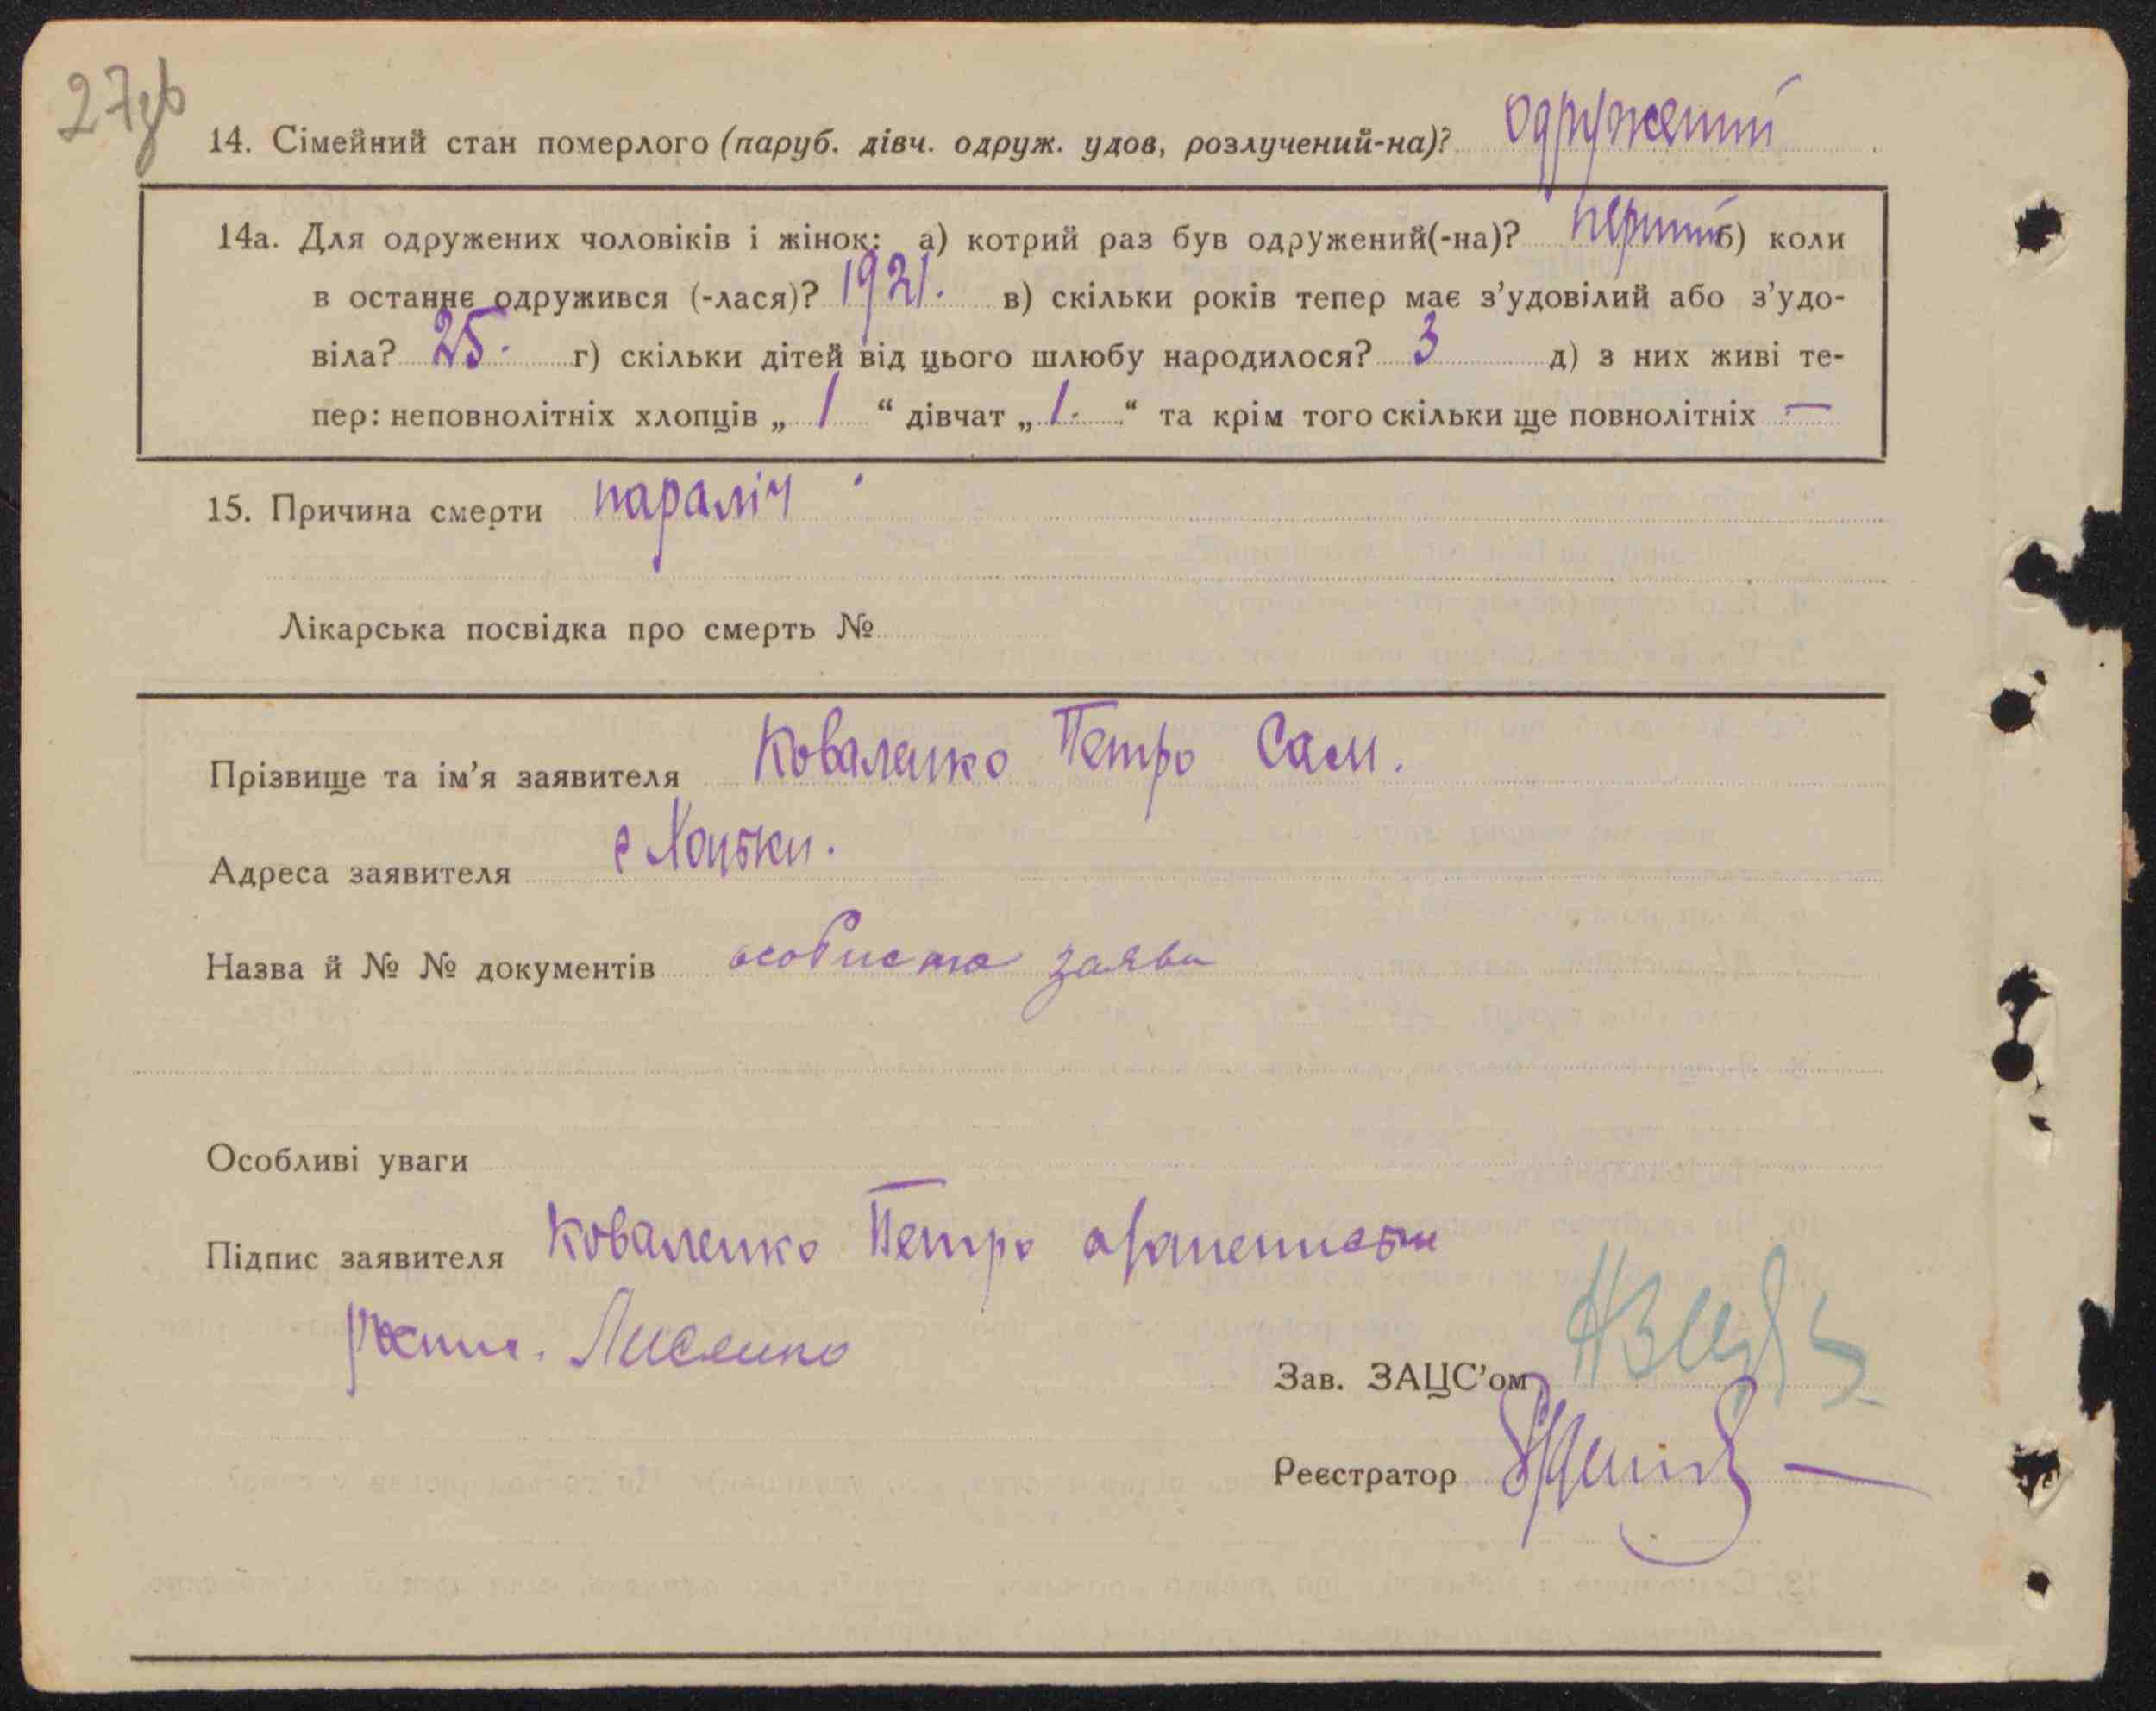 27зв
14. Сімейний стан померлого (паруб. дівч. одруж. удов, розлучений-на)? одружений
14а. Для одружених чоловіків і жінок: а) котрий раз був одружений(-на)? перший б) коли
в останнє одружився (-лася)? 1921. в) скільки років тепер має з’удовілий або з’удо-
віла? 25. г) скільки дітей від цього шлюбу народилося? 3 д) з них живі те-
пер: неповнолітніх хлопців „ 1 “ дівчат „ 1. “ та крім того скільки ще повнолітніх —
15. Причина смерти параліч
Лікарська посвідка про смерть №
Прізвище та ім’я заявителя Коваленко Петро Сам.
Адреса заявителя с
Назва й № № документів особиста заява
Особливі уваги
Підпис заявителя Коваленко Петро
Лисенко
Зав. ЗАЦС’ом
Реєстратор